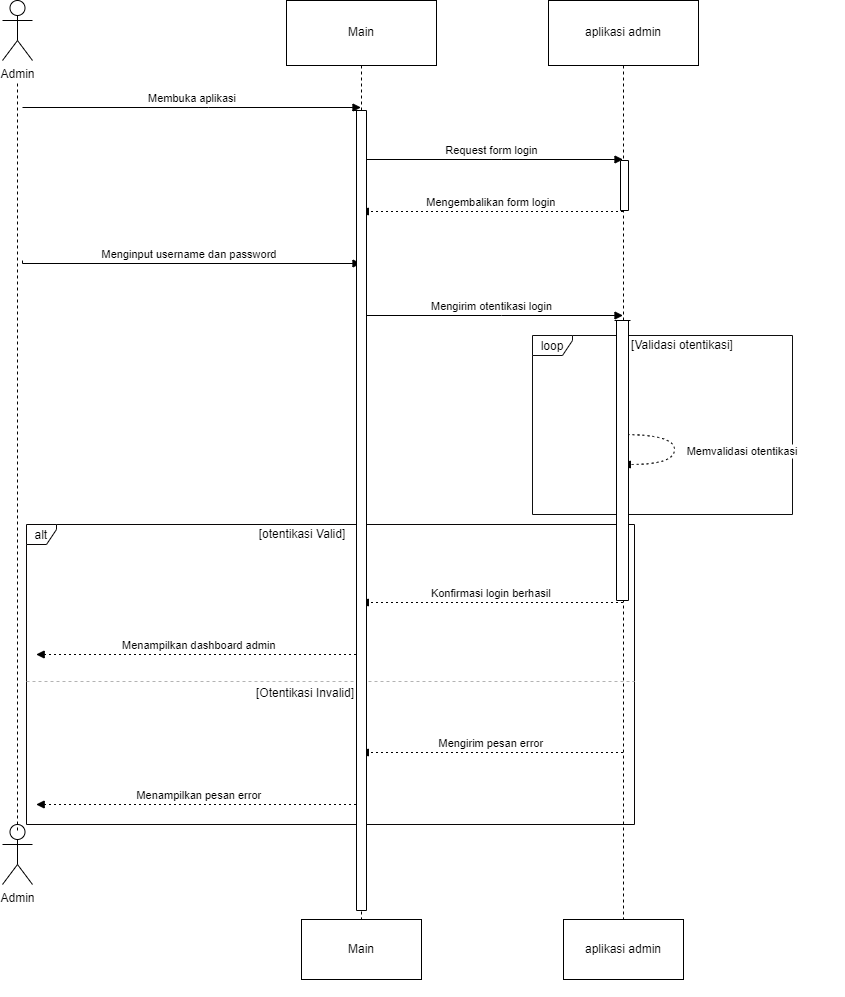 Main
aplikasi admin
Admin
Membuka aplikasi
Request form login
Mengembalikan form login
Menginput username dan password
Mengirim otentikasi login
loop
[Validasi otentikasi]
Memvalidasi otentikasi
alt
[otentikasi Valid]
Konfirmasi login berhasil
Menampilkan dashboard admin
[Otentikasi Invalid]
Mengirim pesan error
Menampilkan pesan error
Admin
Main
aplikasi admin